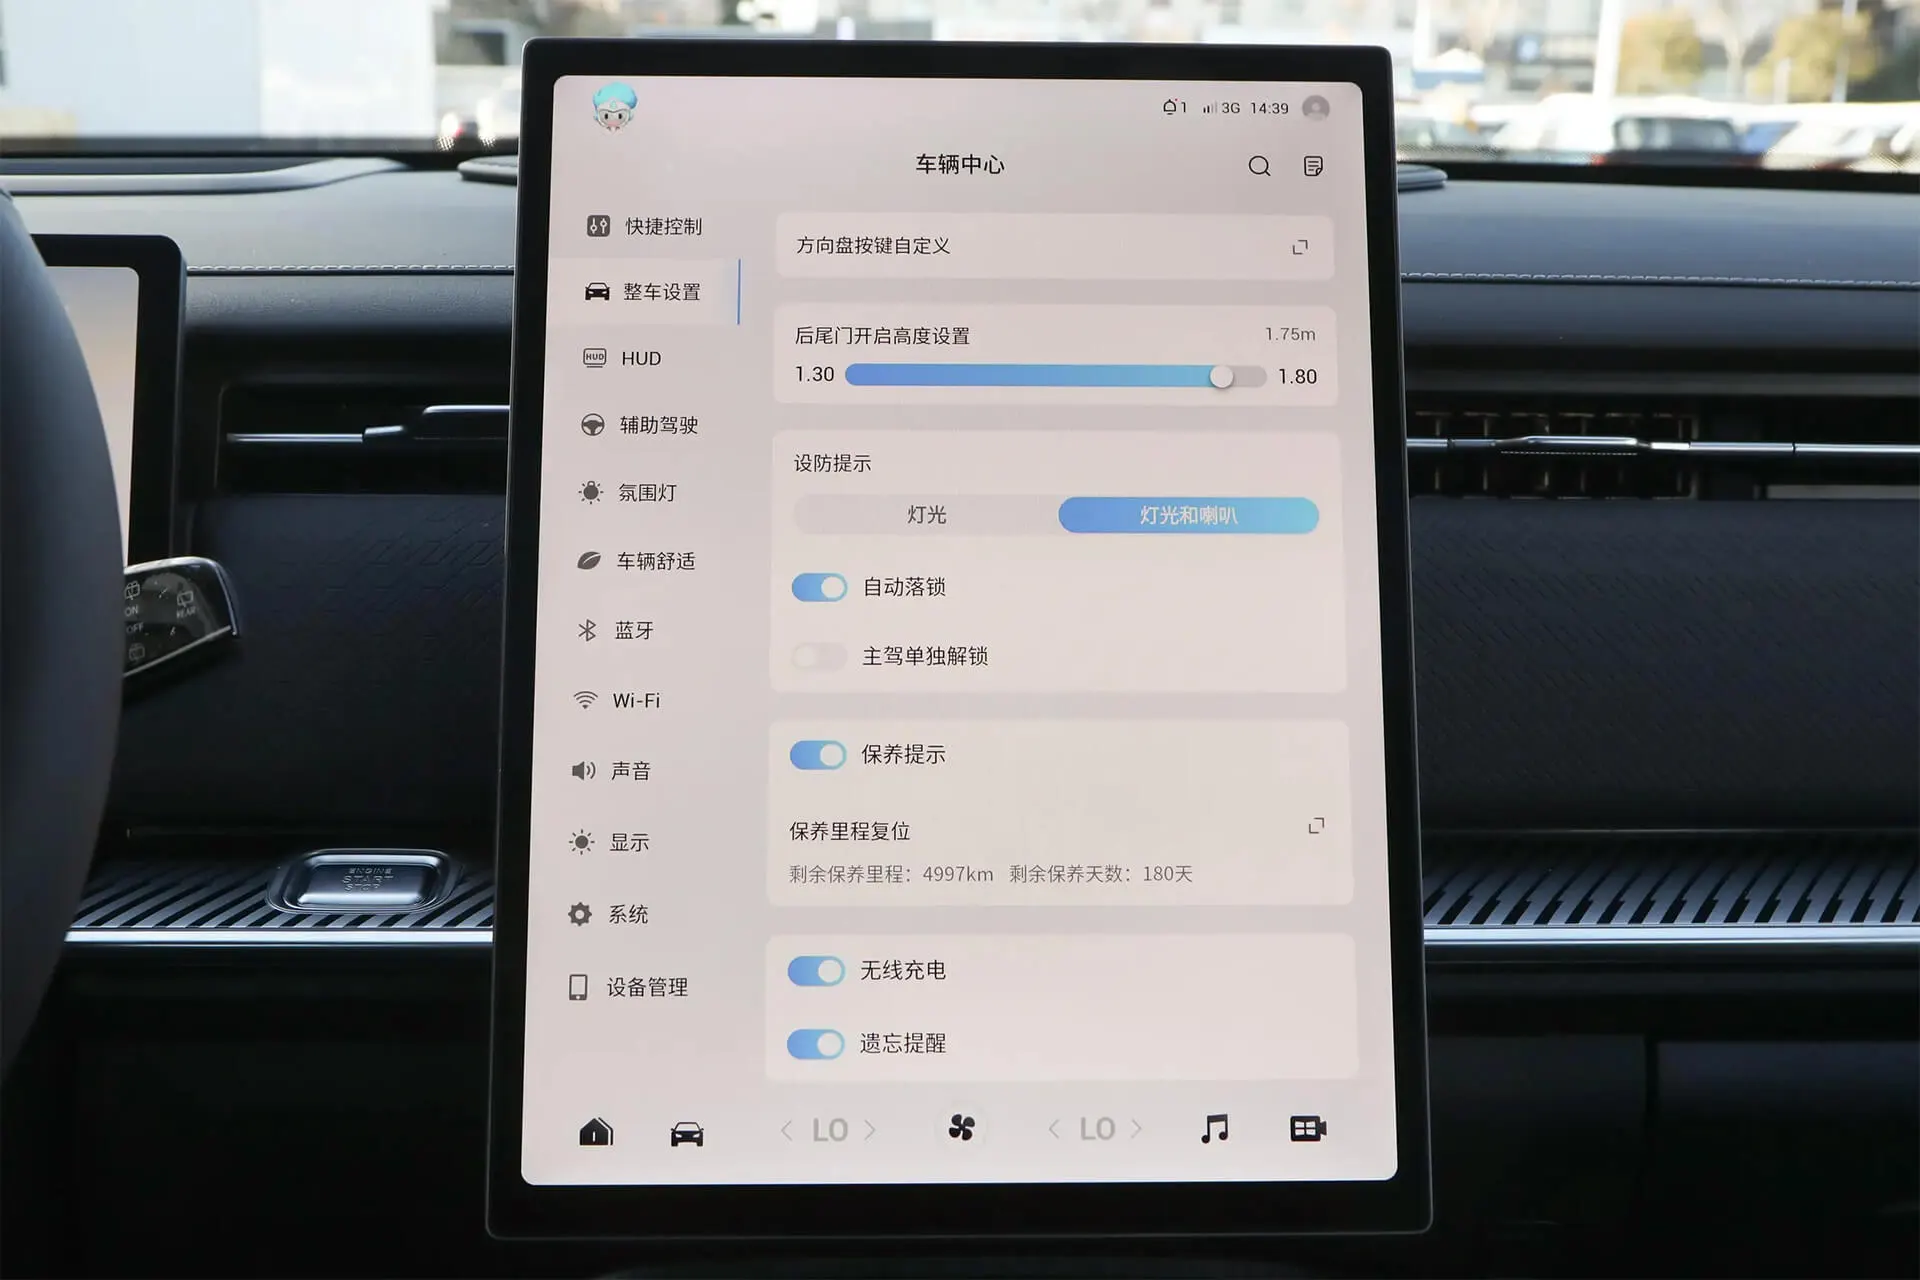 1 3G 14:39
车辆中心
快捷控制
整车设置
HUD HUD
辅助驾驶
氛围灯
车辆舒适
蓝牙
Wi-Fi
声音
显示
系统
设备管理
方向盘按键自定义
后尾门开启高度设置 1.75m
1.30 1.80
设防提示
灯光 灯光和喇叭
自动落锁
主驾单独解锁
保养提示
保养里程复位
剩余保养里程：4997km 剩余保养天数：180天
无线充电
遗忘提醒
LO LO
ON
OFF
REAR
ENGINE
START
STOP